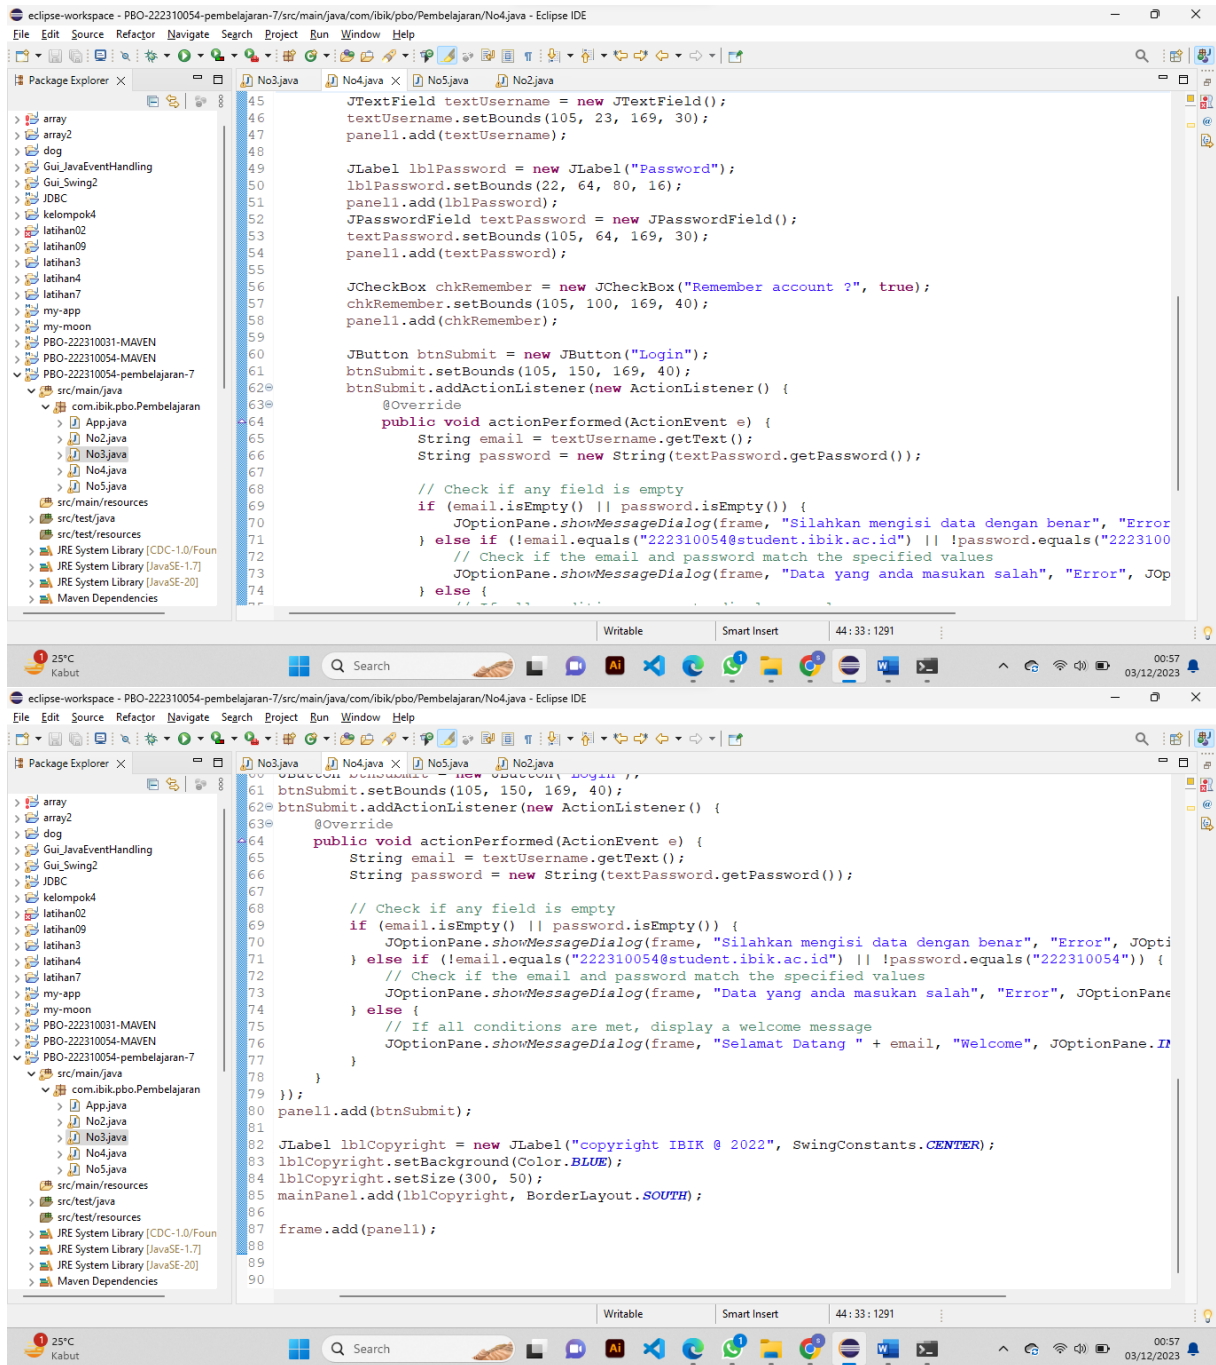 eclipse-workspace - PBO-222310054-pembelajaran-7/src/main/java/com/ibik/pbo/Pembelajaran/No4.java - Eclipse IDE
File Edit Source Refactor Navigate Search Project Run Window Help
Package Explorer
No3.java No4.java No5.java No2.java
array
array2
dog
Gui_JavaEventHandling
Gui_Swing2
JDBC
kelompok4
latihan02
latihan09
latihan3
latihan4
latihan7
my-app
my-moon
PBO-222310031-MAVEN
PBO-222310054-MAVEN
PBO-222310054-pembelajaran-7
src/main/java
com.ibik.pbo.Pembelajaran
App.java
No2.java
No3.java
No4.java
No5.java
src/main/resources
src/test/java
src/test/resources
JRE System Library [CDC-1.0/Foun
JRE System Library [JavaSE-1.7]
JRE System Library [JavaSE-20]
Maven Dependencies
45 JTextField textUsername = new JTextField();
46 textUsername.setBounds(105, 23, 169, 30);
47 panel1.add(textUsername);
48
49 JLabel lblPassword = new JLabel("Password");
50 lblPassword.setBounds(22, 64, 80, 16);
51 panel1.add(lblPassword);
52 JPasswordField textPassword = new JPasswordField();
53 textPassword.setBounds(105, 64, 169, 30);
54 panel1.add(textPassword);
55
56 JCheckBox chkRemember = new JCheckBox("Remember account ?", true);
57 chkRemember.setBounds(105, 100, 169, 40);
58 panel1.add(chkRemember);
59
60 JButton btnSubmit = new JButton("Login");
61 btnSubmit.setBounds(105, 150, 169, 40);
62 btnSubmit.addActionListener(new ActionListener() {
63 @Override
64 public void actionPerformed(ActionEvent e) {
65 String email = textUsername.getText();
66 String password = new String(textPassword.getPassword());
67
68 // Check if any field is empty
69 if (email.isEmpty() || password.isEmpty()) {
70 JOptionPane.showMessageDialog(frame, "Silahkan mengisi data dengan benar", "Error
71 } else if (!email.equals("222310054@student.ibik.ac.id") || !password.equals("2223100
72 // Check if the email and password match the specified values
73 JOptionPane.showMessageDialog(frame, "Data yang anda masukan salah", "Error", JOp
74 } else {
Writable Smart Insert 44 : 33 : 1291
25°C
Kabut
Search
00:57
03/12/2023
eclipse-workspace - PBO-222310054-pembelajaran-7/src/main/java/com/ibik/pbo/Pembelajaran/No4.java - Eclipse IDE
File Edit Source Refactor Navigate Search Project Run Window Help
Package Explorer
No3.java No4.java No5.java No2.java
array
array2
dog
Gui_JavaEventHandling
Gui_Swing2
JDBC
kelompok4
latihan02
latihan09
latihan3
latihan4
latihan7
my-app
my-moon
PBO-222310031-MAVEN
PBO-222310054-MAVEN
PBO-222310054-pembelajaran-7
src/main/java
com.ibik.pbo.Pembelajaran
App.java
No2.java
No3.java
No4.java
No5.java
src/main/resources
src/test/java
src/test/resources
JRE System Library [CDC-1.0/Foun
JRE System Library [JavaSE-1.7]
JRE System Library [JavaSE-20]
Maven Dependencies
60 JButton btnSubmit = new JButton("Login");
61 btnSubmit.setBounds(105, 150, 169, 40);
62 btnSubmit.addActionListener(new ActionListener() {
63 @Override
64 public void actionPerformed(ActionEvent e) {
65 String email = textUsername.getText();
66 String password = new String(textPassword.getPassword());
67
68 // Check if any field is empty
69 if (email.isEmpty() || password.isEmpty()) {
70 JOptionPane.showMessageDialog(frame, "Silahkan mengisi data dengan benar", "Error", JOpti
71 } else if (!email.equals("222310054@student.ibik.ac.id") || !password.equals("222310054")) {
72 // Check if the email and password match the specified values
73 JOptionPane.showMessageDialog(frame, "Data yang anda masukan salah", "Error", JOptionPane
74 } else {
75 // If all conditions are met, display a welcome message
76 JOptionPane.showMessageDialog(frame, "Selamat Datang " + email, "Welcome", JOptionPane.IN
77 }
78 }
79 });
80 panel1.add(btnSubmit);
81
82 JLabel lblCopyright = new JLabel("copyright IBIK @ 2022", SwingConstants.CENTER);
83 lblCopyright.setBackground(Color.BLUE);
84 lblCopyright.setSize(300, 50);
85 mainPanel.add(lblCopyright, BorderLayout.SOUTH);
86
87 frame.add(panel1);
88
89
90
Writable Smart Insert 44 : 33 : 1291
25°C
Kabut
Search
00:57
03/12/2023